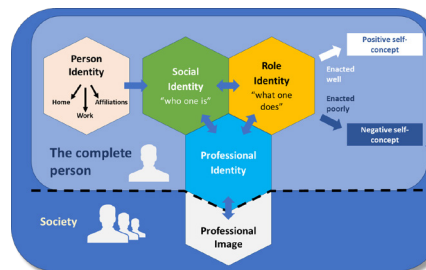 Person
Identity
Home
Work
Affiliations
Social
Identity
"who one is"
Role
Identity
"what one
does"
Enacted
well
Positive self-
concept
Enacted
poorly
Negative self-
concept
Professional
Identity
The complete
person
Society
Professional
Image